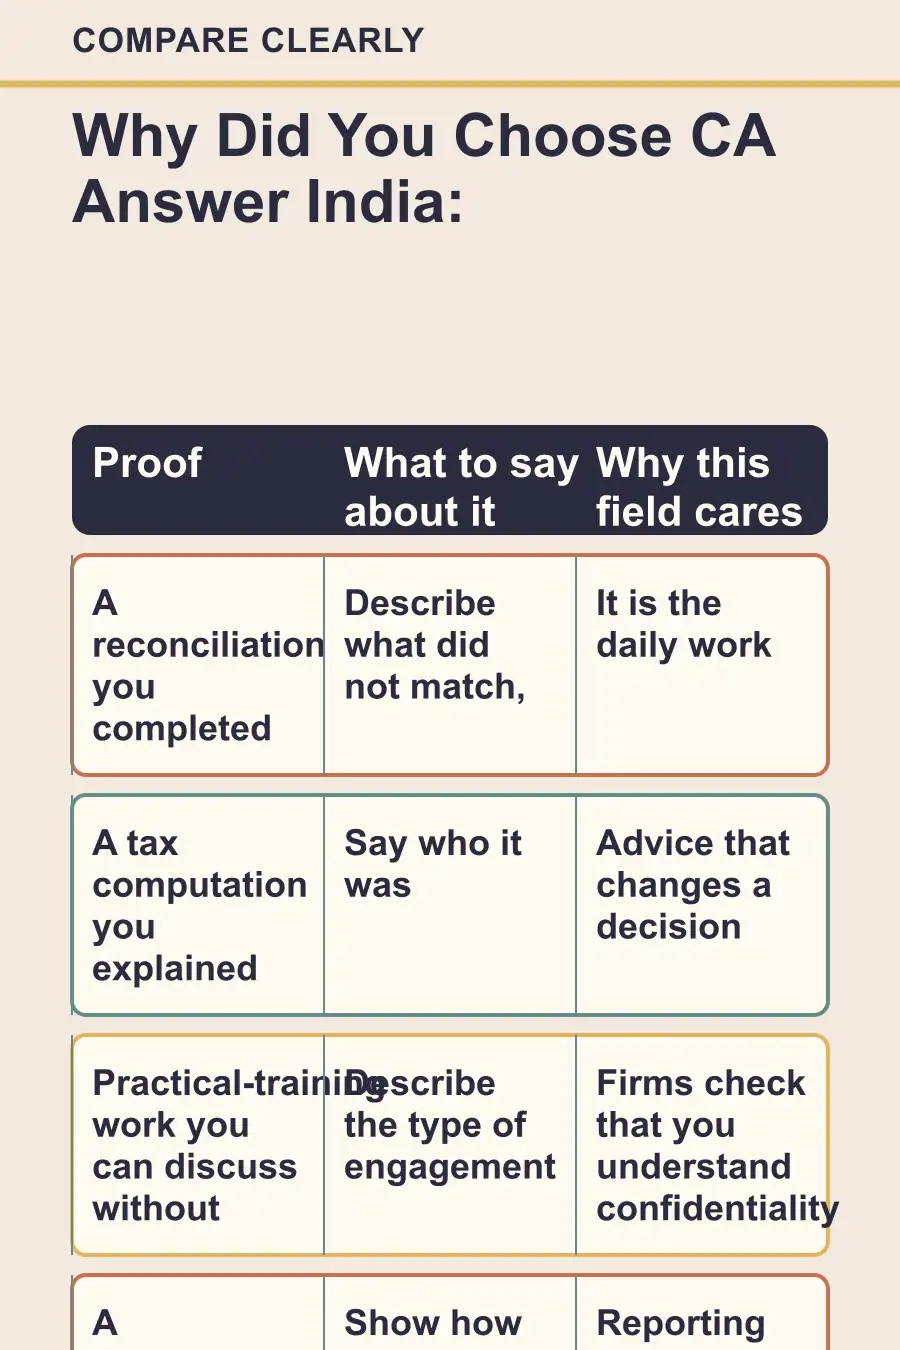 COMPARE CLEARLY
Why Did You Choose CA
Answer India:
Proof
What to say
about it
Why this
field cares
A
reconciliation
you
completed
Describe
what did
not match,
It is the
daily work
A tax
computation
you
explained
Say who it
was
Advice that
changes a
decision
Practical-training
work you
can discuss
without
Describe
the type of
engagement
Firms check
that you
understand
confidentiality
A
Show how
Reporting